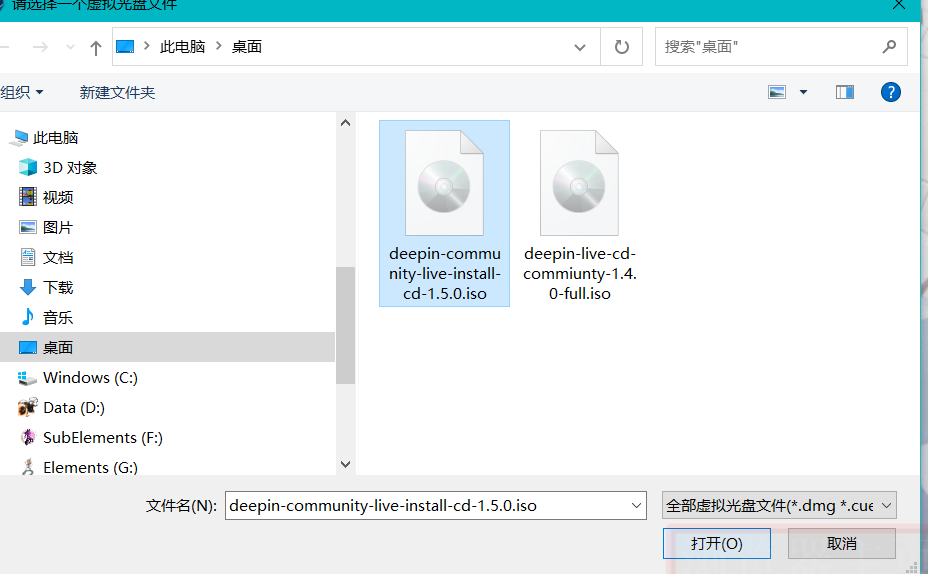 请选择一个虚拟光盘文件
此电脑 桌面
搜索"桌面"
组织 新建文件夹
此电脑
3D 对象
视频
图片
文档
下载
音乐
桌面
Windows (C:)
Data (D:)
SubElements (F:)
Elements (G:)
deepin-commu
nity-live-install-
cd-1.5.0.iso
deepin-live-cd-
commiunty-1.4.
0-full.iso
文件名(N):
deepin-community-live-install-cd-1.5.0.iso
全部虚拟光盘文件(*.dmg *.cue
打开(O)
取消